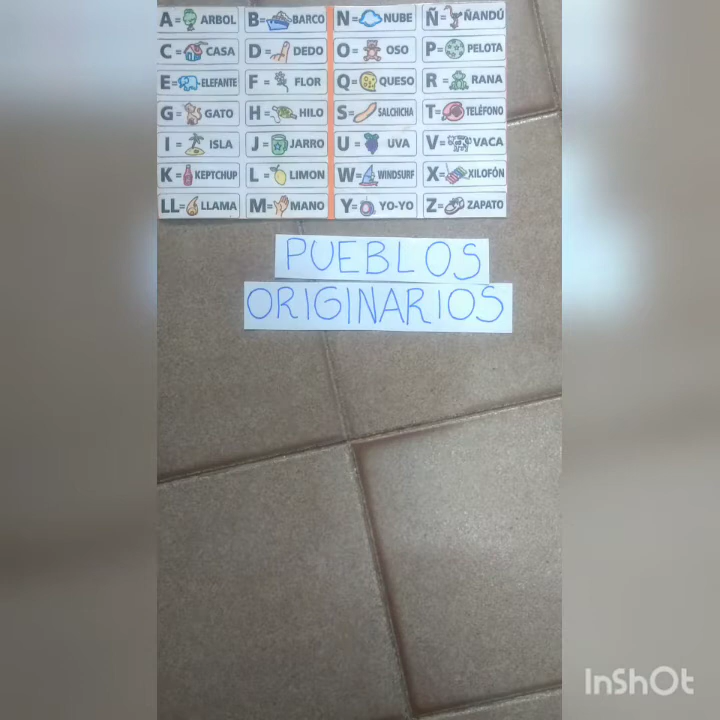 A = ARBOL B = BARCO N = NUBE Ñ = ÑANDÚ
C = CASA D = DEDO O = OSO P = PELOTA
E = ELEFANTE F = FLOR Q = QUESO R = RANA
G = GATO H = HILO S = SALCHICHA T = TELÉFONO
I = ISLA J = JARRO U = UVA V = VACA
K = KEPTCHUP L = LIMON W = WINDSURF X = XILOFÓN
LL = LLAMA M = MANO Y = YO-YO Z = ZAPATO
PUEBLOS
ORIGINARIOS
InShOt